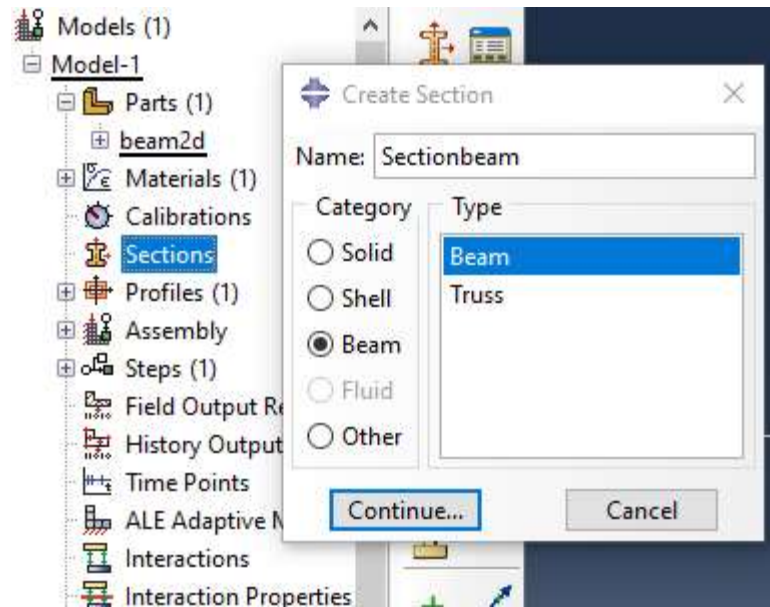 Models (1)
Model-1
Parts (1)
beam2d
Materials (1)
Calibrations
Sections
Profiles (1)
Assembly
Steps (1)
Field Output Re
History Output
Time Points
ALE Adaptive M
Interactions
Interaction Properties
Create Section
Name: Sectionbeam
Category
Solid
Shell
Beam
Fluid
Other
Type
Beam
Truss
Continue...
Cancel